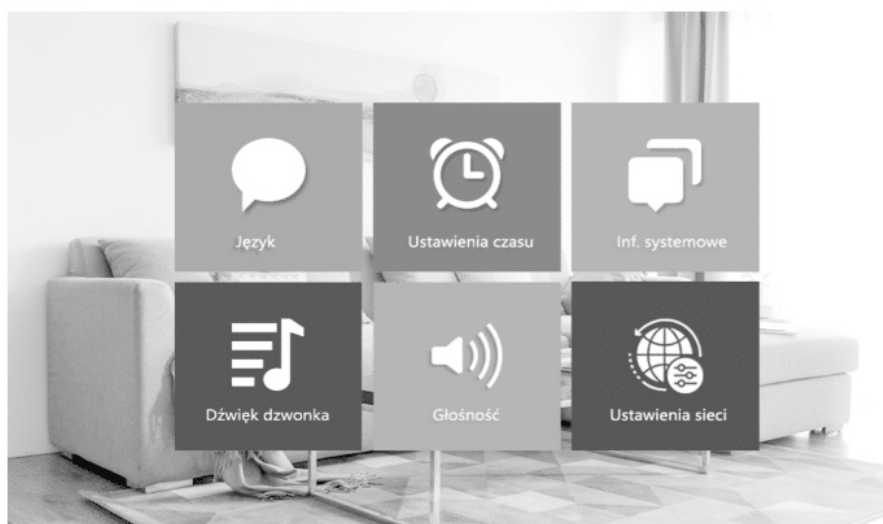 Język
Ustawienia czasu
Inf. systemowe
Dźwięk dzwonka
Głośność
Ustawienia sieci